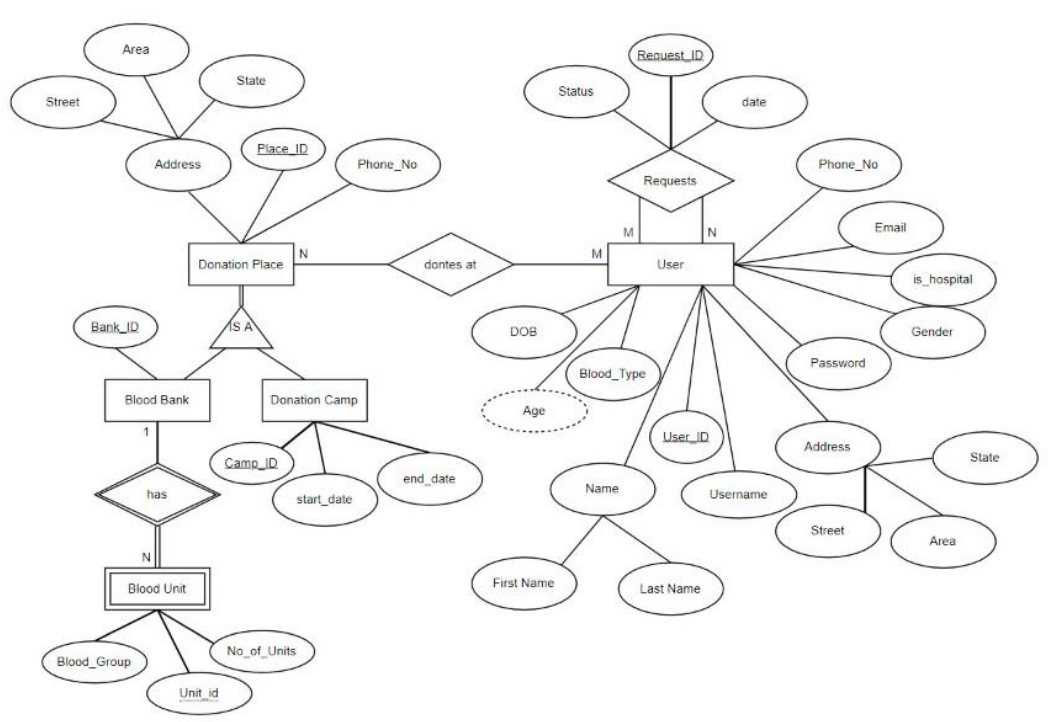 Area
State
Street
Address
Place_ID
Phone_No
Donation Place
N
dontes at
M
Request_ID
Status
date
Requests
M
N
User
Phone_No
Email
is_hospital
Gender
Password
DOB
Blood_Type
Age
User_ID
Name
First Name
Last Name
Username
Address
State
Street
Area
IS A
Bank_ID
Blood Bank
Donation Camp
Camp_ID
start_date
end_date
1
has
N
Blood Unit
Blood_Group
Unit_id
No_of_Units